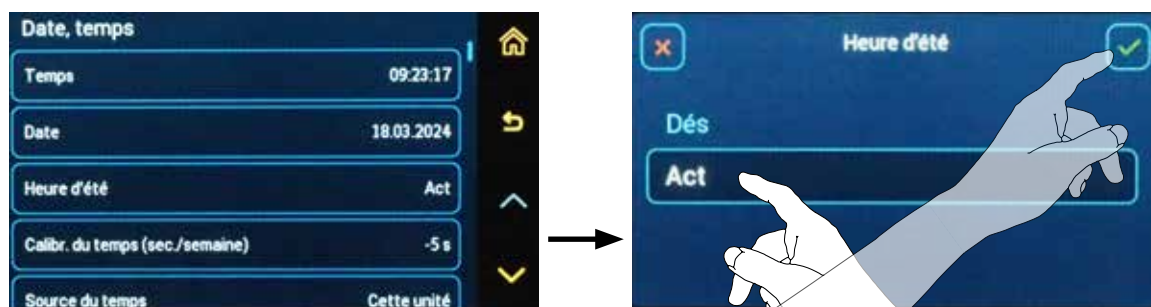 Date, temps
Temps 09:23:17
Date 18.03.2024
Heure d'été Act
Calibr. du temps (sec./semaine) -5 s
Source du temps Cette unité
Heure d'été
Dés
Act